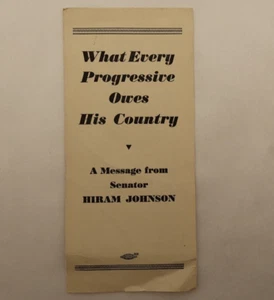 What Every
Progressive
Owes
His Country
A Message from
Senator
HIRAM JOHNSON